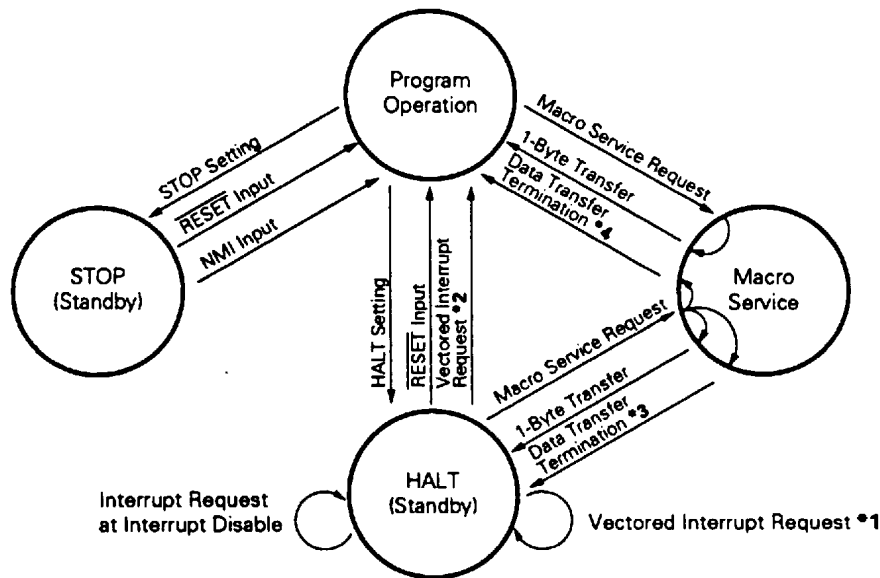 Program
Operation
Macro Service Request
1-Byte Transfer
Data Transfer
Termination *4
STOP Setting
RESET Input
NMI Input
STOP
(Standby)
Macro
Service
HALT Setting
RESET Input
Vectored Interrupt
Request *2
Macro Service Request
1-Byte Transfer
Data Transfer
Termination *3
HALT
(Standby)
Interrupt Request
at Interrupt Disable
Vectored Interrupt Request *1